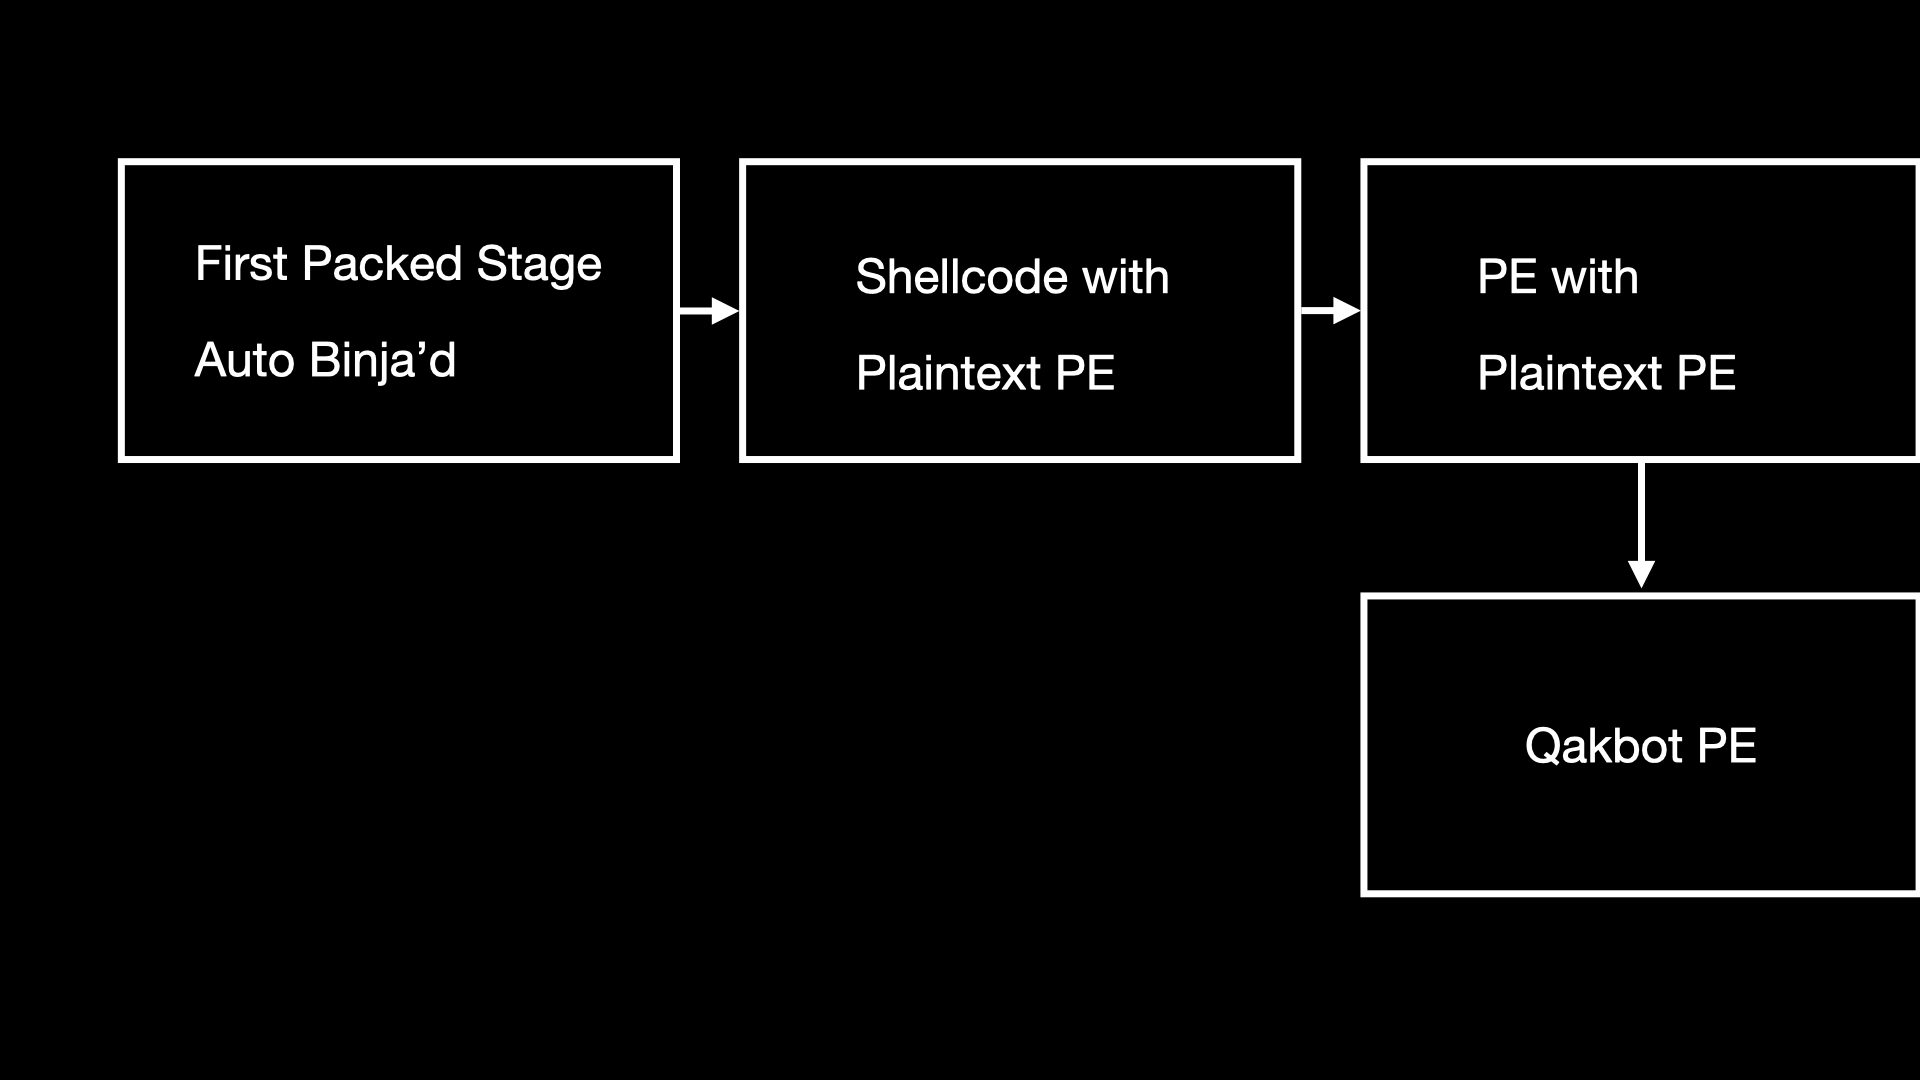 First Packed Stage
Auto Binja’d
Shellcode with
Plaintext PE
PE with
Plaintext PE
Qakbot PE